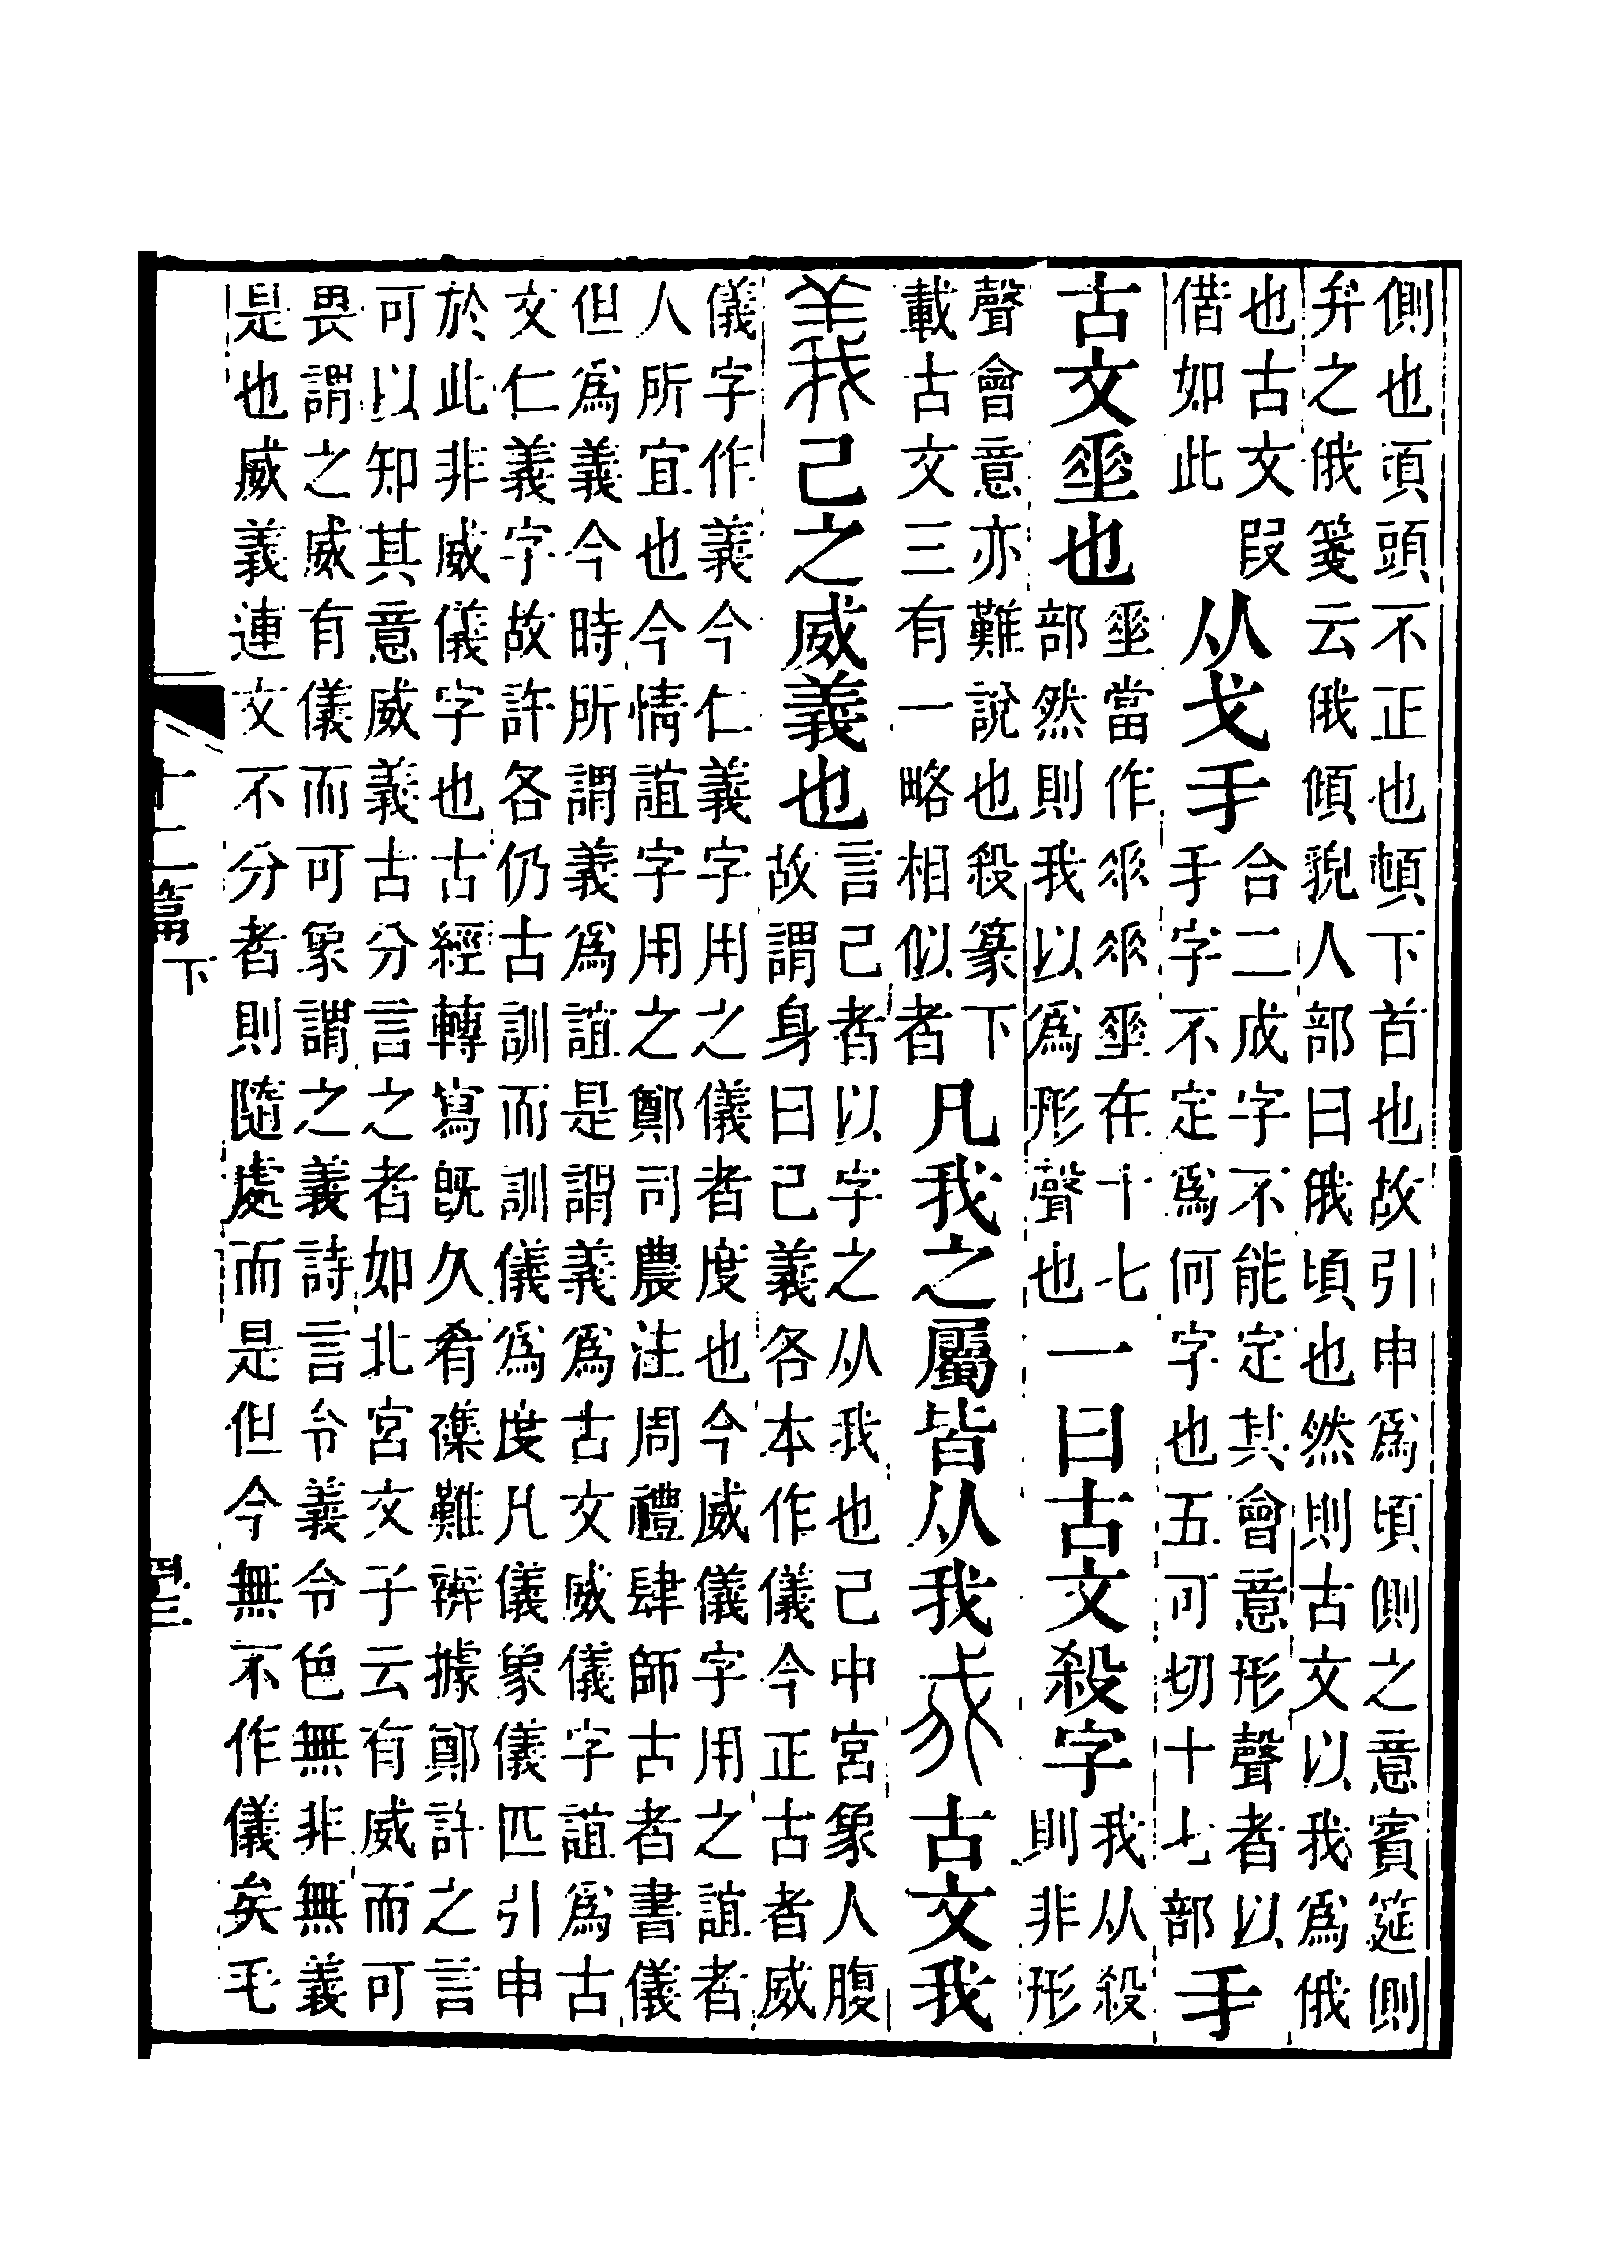 側也頃頭不正也頓下首也故引申爲頃側之意賓筵側
弁之俄箋云俄傾貌人部曰俄頃也然則古文以我爲俄
也古文叚
借如此
从戈𠄒
合二成字不能定其會意形聲者以
𠄒字不定爲何字也五可切十七部
𠄒
古文𡍮也
𡍮當作𠂹𠂹𡍮在十七
部然則我以爲形聲也
一曰古文殺字
我从殺
則非形
聲會意亦難說也殺篆下
載古文三有一略相似者
凡我之屬皆从我
古文我
義己之威義也
言己者以字之从我也己中宮象人腹
故謂身曰己義各本作儀今正古者威
儀字作義今仁義字用之儀者度也今威儀字用之誼者
人所宜也今情誼字用之鄭司農注周禮肆師古者書儀
但爲義今時所謂義爲誼是謂義爲古文威儀字誼爲古
文仁義字故許各仍古訓而訓儀爲度凡儀象儀匹引申
於此非威儀字也古經轉寫旣久肴襍難辨據鄭許之言
可以知其意威義古分言之者如北宮文子云有威而可
畏謂之威有儀而可象謂之義詩言令義令色無非無義
是也威義連文不分者則隨處而是但今無不作儀矣毛
十二篇下